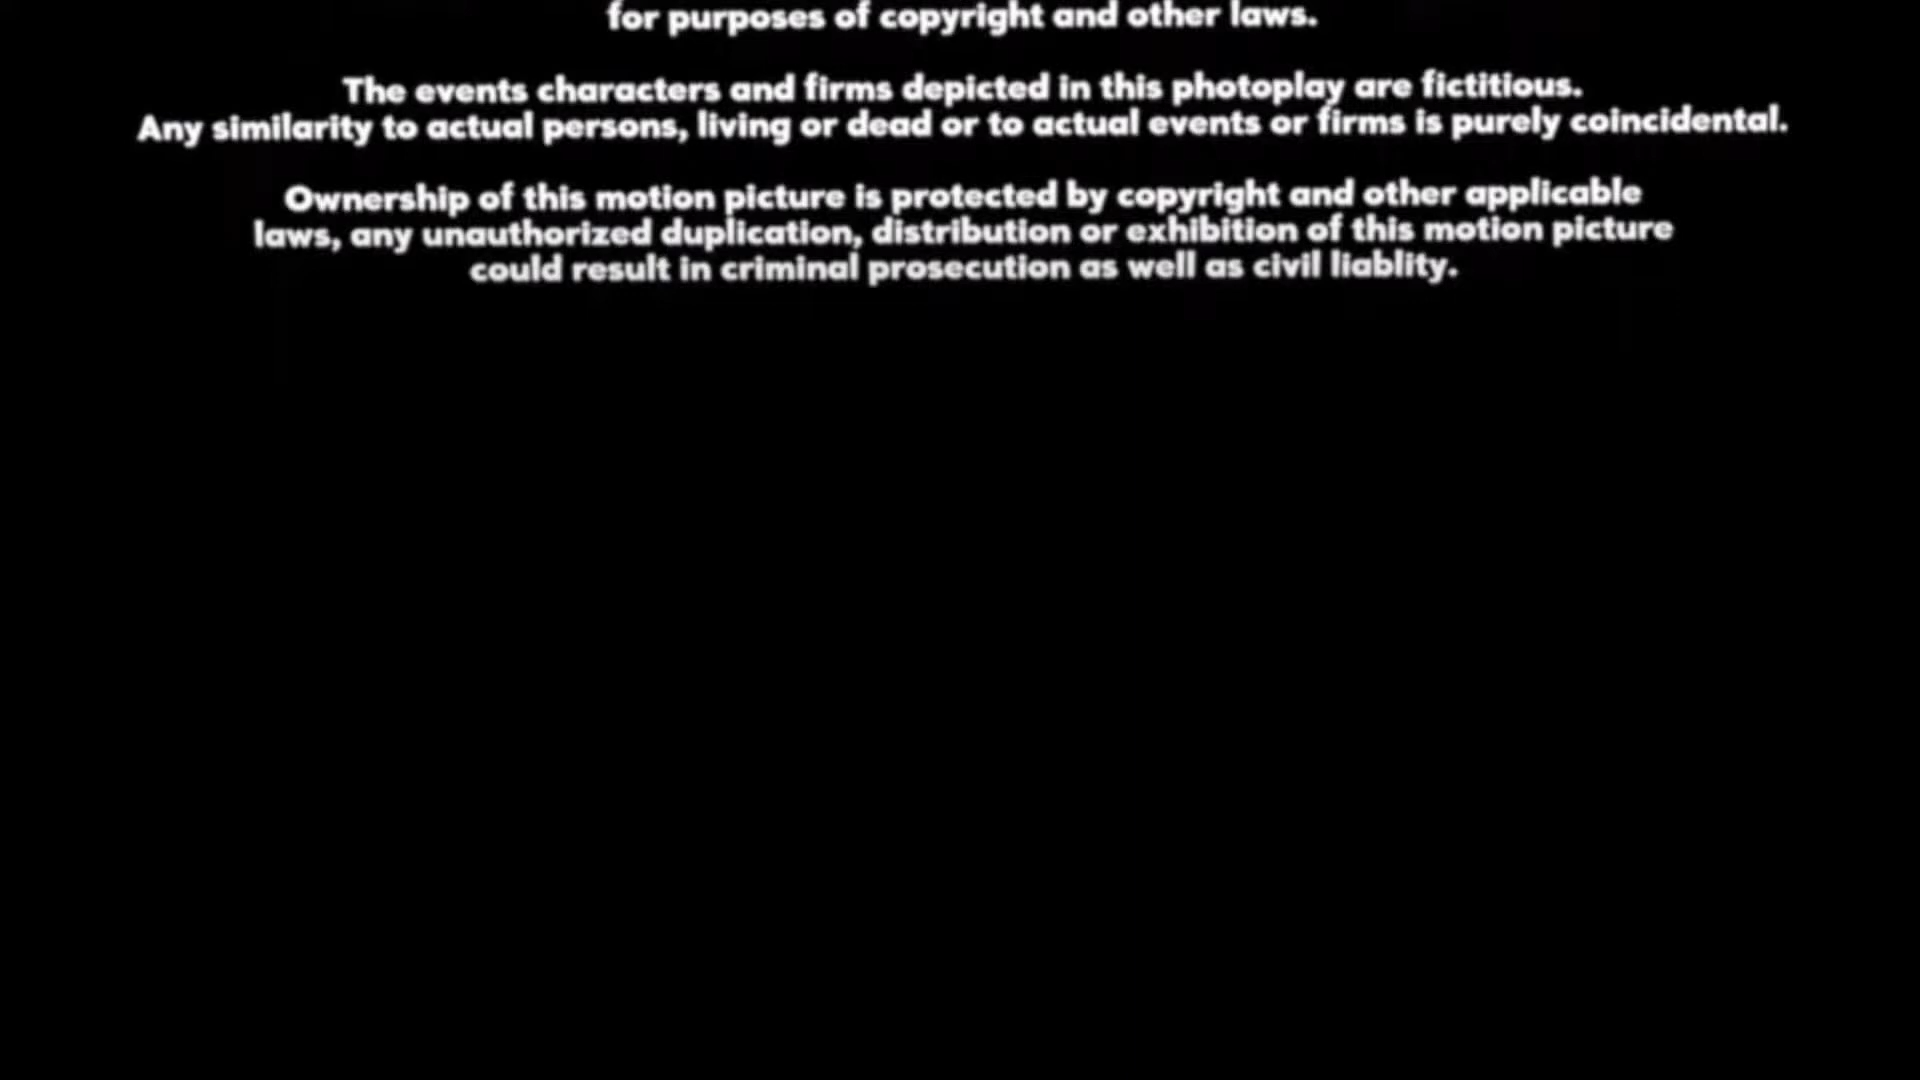 for purposes of copyright and other laws.
The events characters and firms depicted in this photoplay are fictitious.
Any similarity to actual persons, living or dead or to actual events or firms is purely coincidental.
Ownership of this motion picture is protected by copyright and other applicable
laws, any unauthorized duplication, distribution or exhibition of this motion picture
could result in criminal prosecution as well as civil liablity.